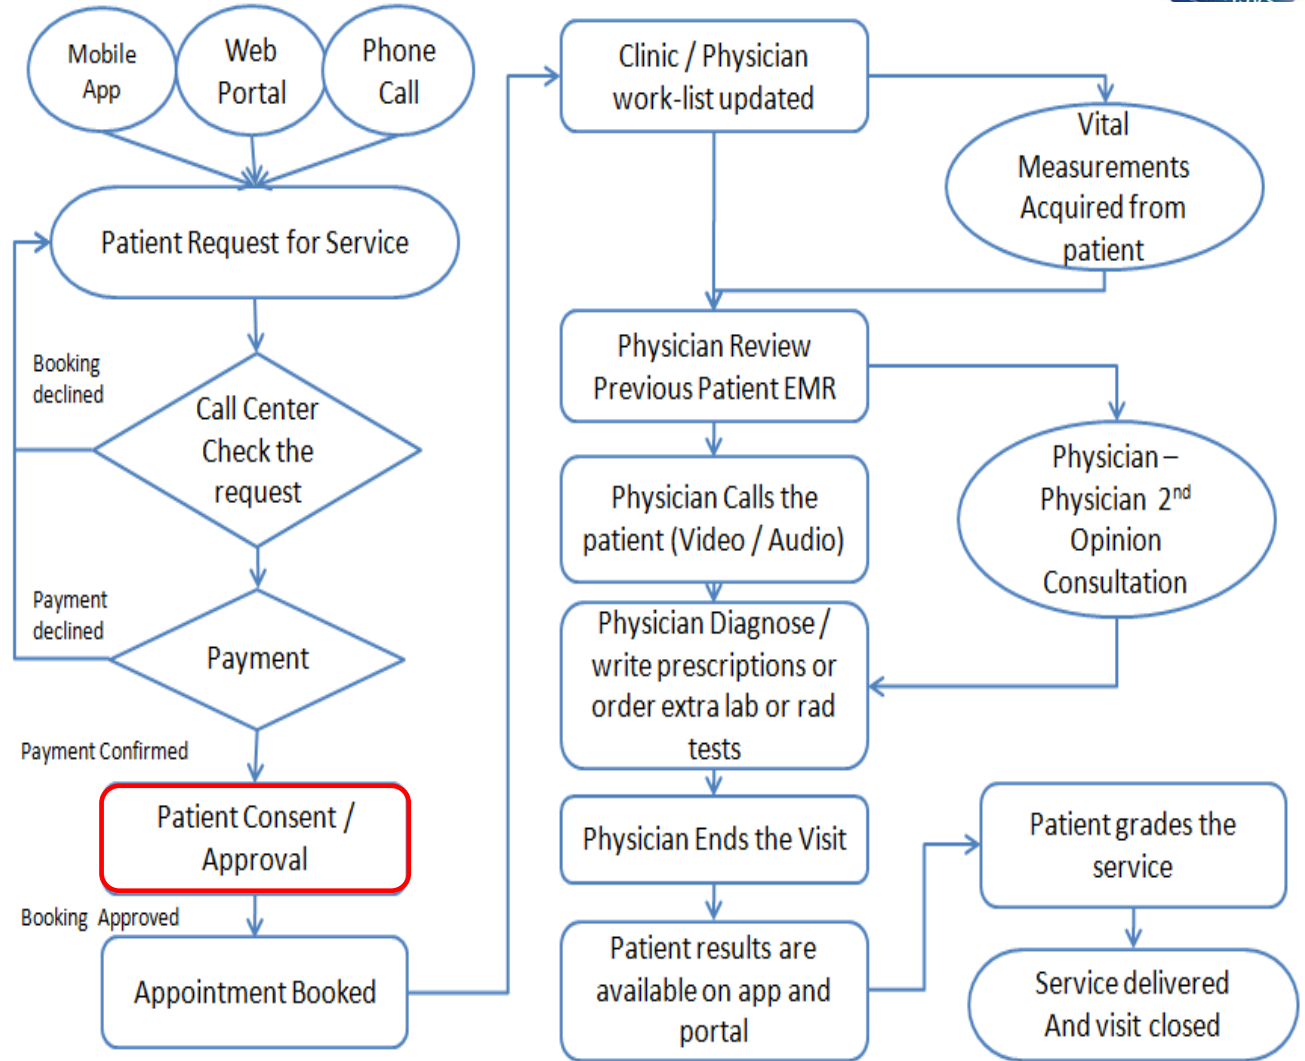 Mobile
App
Web
Portal
Phone
Call
Patient Request for Service
Booking
declined
Call Center
Check the
request
Payment
declined
Payment
Payment Confirmed
Patient Consent /
Approval
Booking Approved
Appointment Booked
Clinic / Physician
work-list updated
Vital
Measurements
Acquired from
patient
Physician Review
Previous Patient EMR
Physician –
Physician 2nd
Opinion
Consultation
Physician Calls the
patient (Video / Audio)
Physician Diagnose /
write prescriptions or
order extra lab or rad
tests
Physician Ends the Visit
Patient results are
available on app and
portal
Patient grades the
service
Service delivered
And visit closed